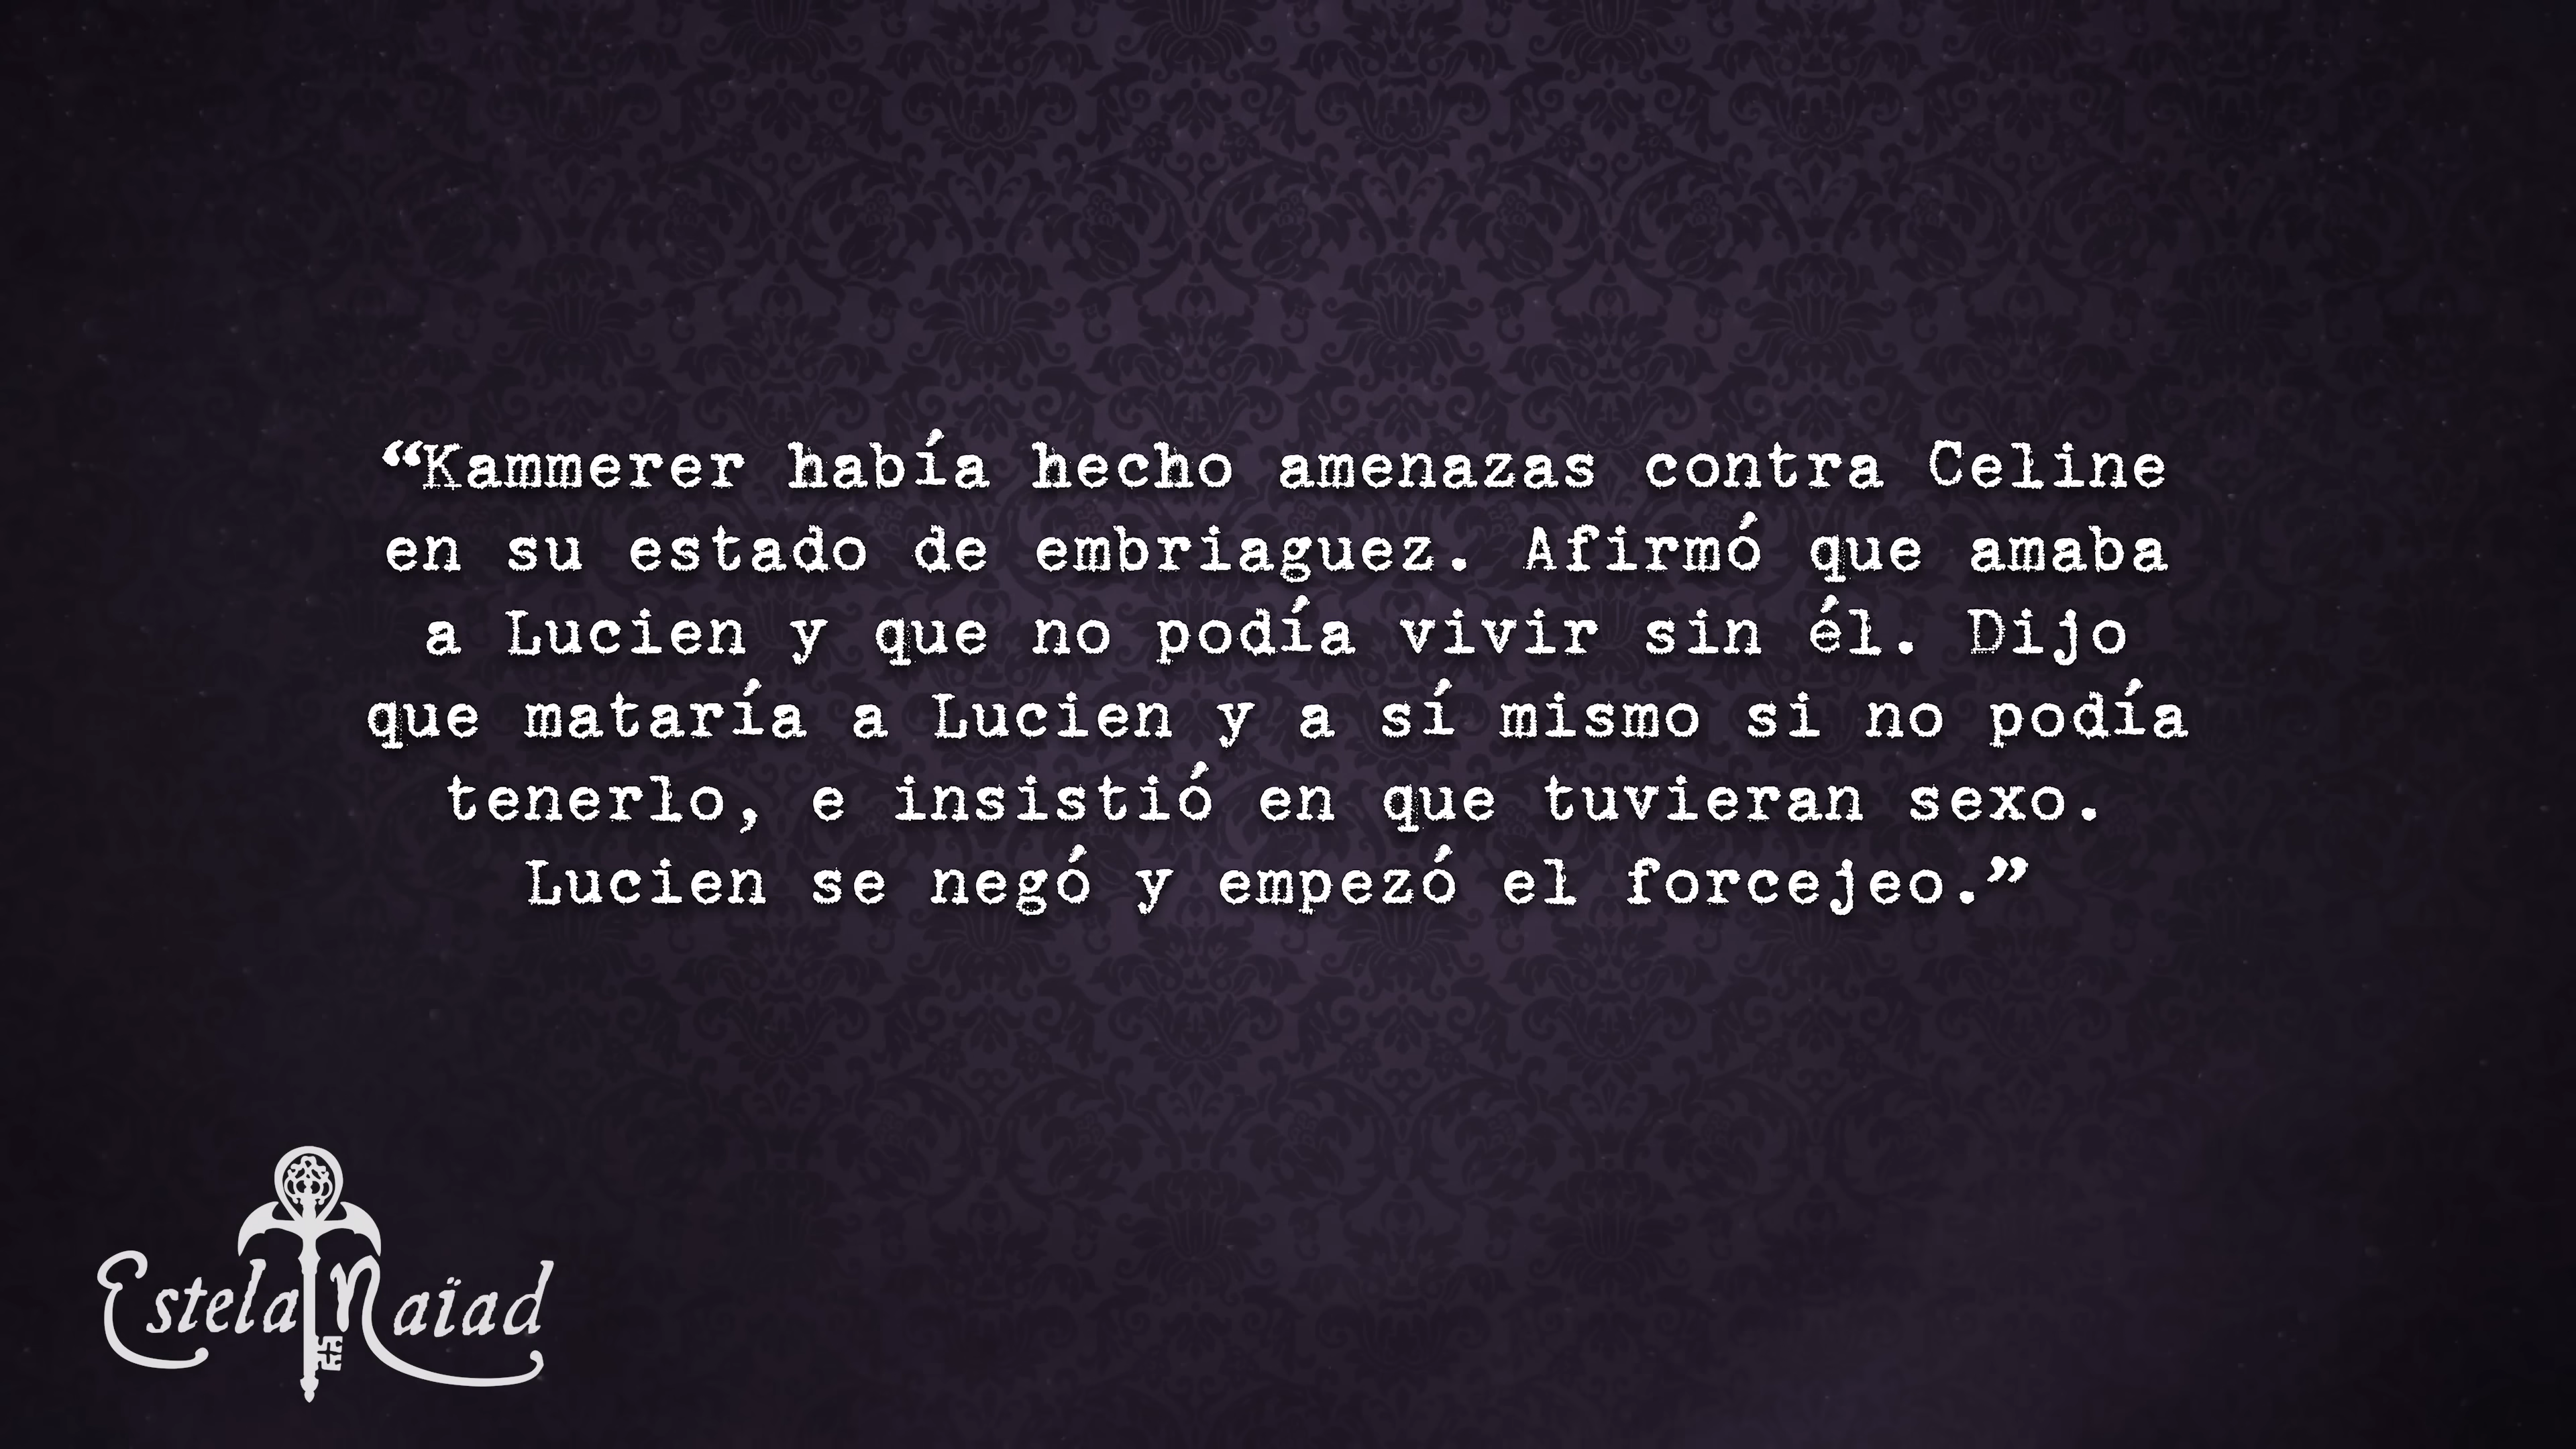 “Kammerer había hecho amenazas contra Celine
en su estado de embriaguez. Afirmó que amaba
a Lucien y que no podía vivir sin él. Dijo
que mataría a Lucien y a sí mismo si no podía
tenerlo, e insistió en que tuvieran sexo.
Lucien se negó y empezó el forcejeo.”
Estela Naïad